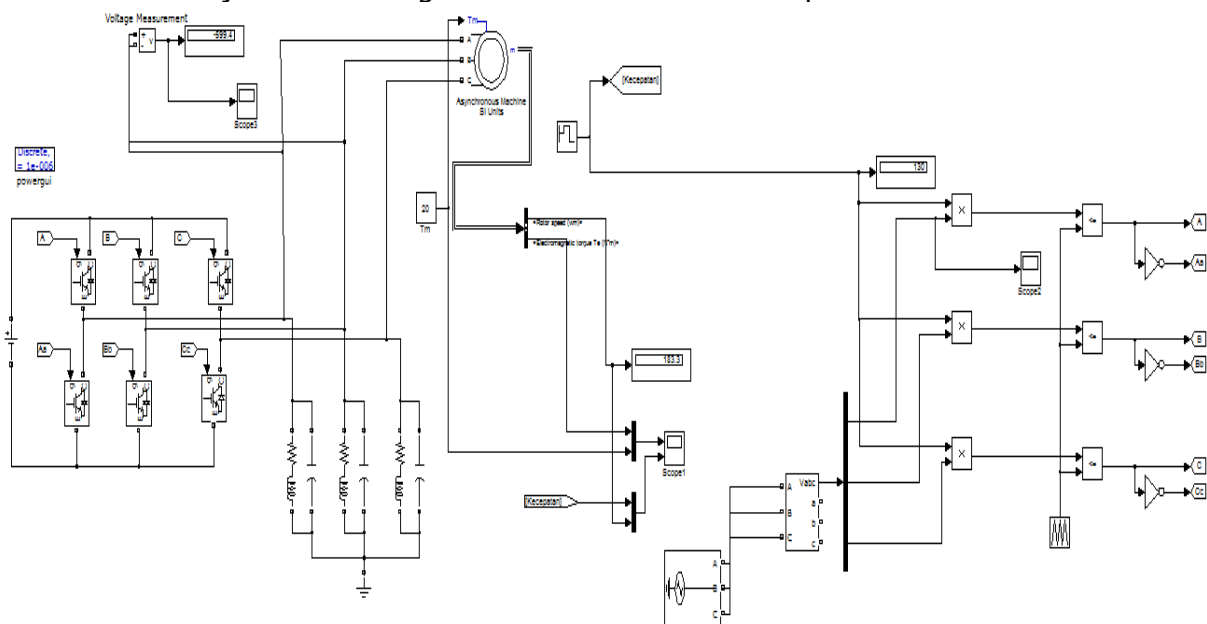 Voltage Measurement
-599.4
Scope3
Tm
A
B
C
m
Asynchronous Machine
SI Units
[Kecepatan]
Discrete,
= 1e-006
powergui
130
20
Tm
<Rotor speed (wm)>
<Electromagnetic torque Te (N*m)>
Scope2
A
Aa
A
B
C
B
Bb
Aa
Bb
Cc
183.3
Scope1
[Kecepatan]
A
B
C
Vabc
a
b
c
C
Cc
A
B
C